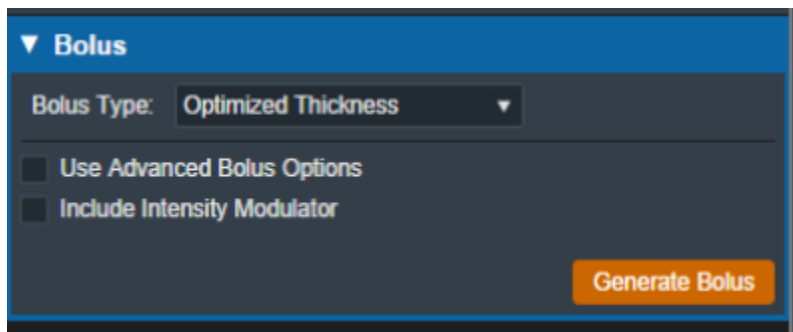 Bolus
Bolus Type: Optimized Thickness
Use Advanced Bolus Options
Include Intensity Modulator
Generate Bolus